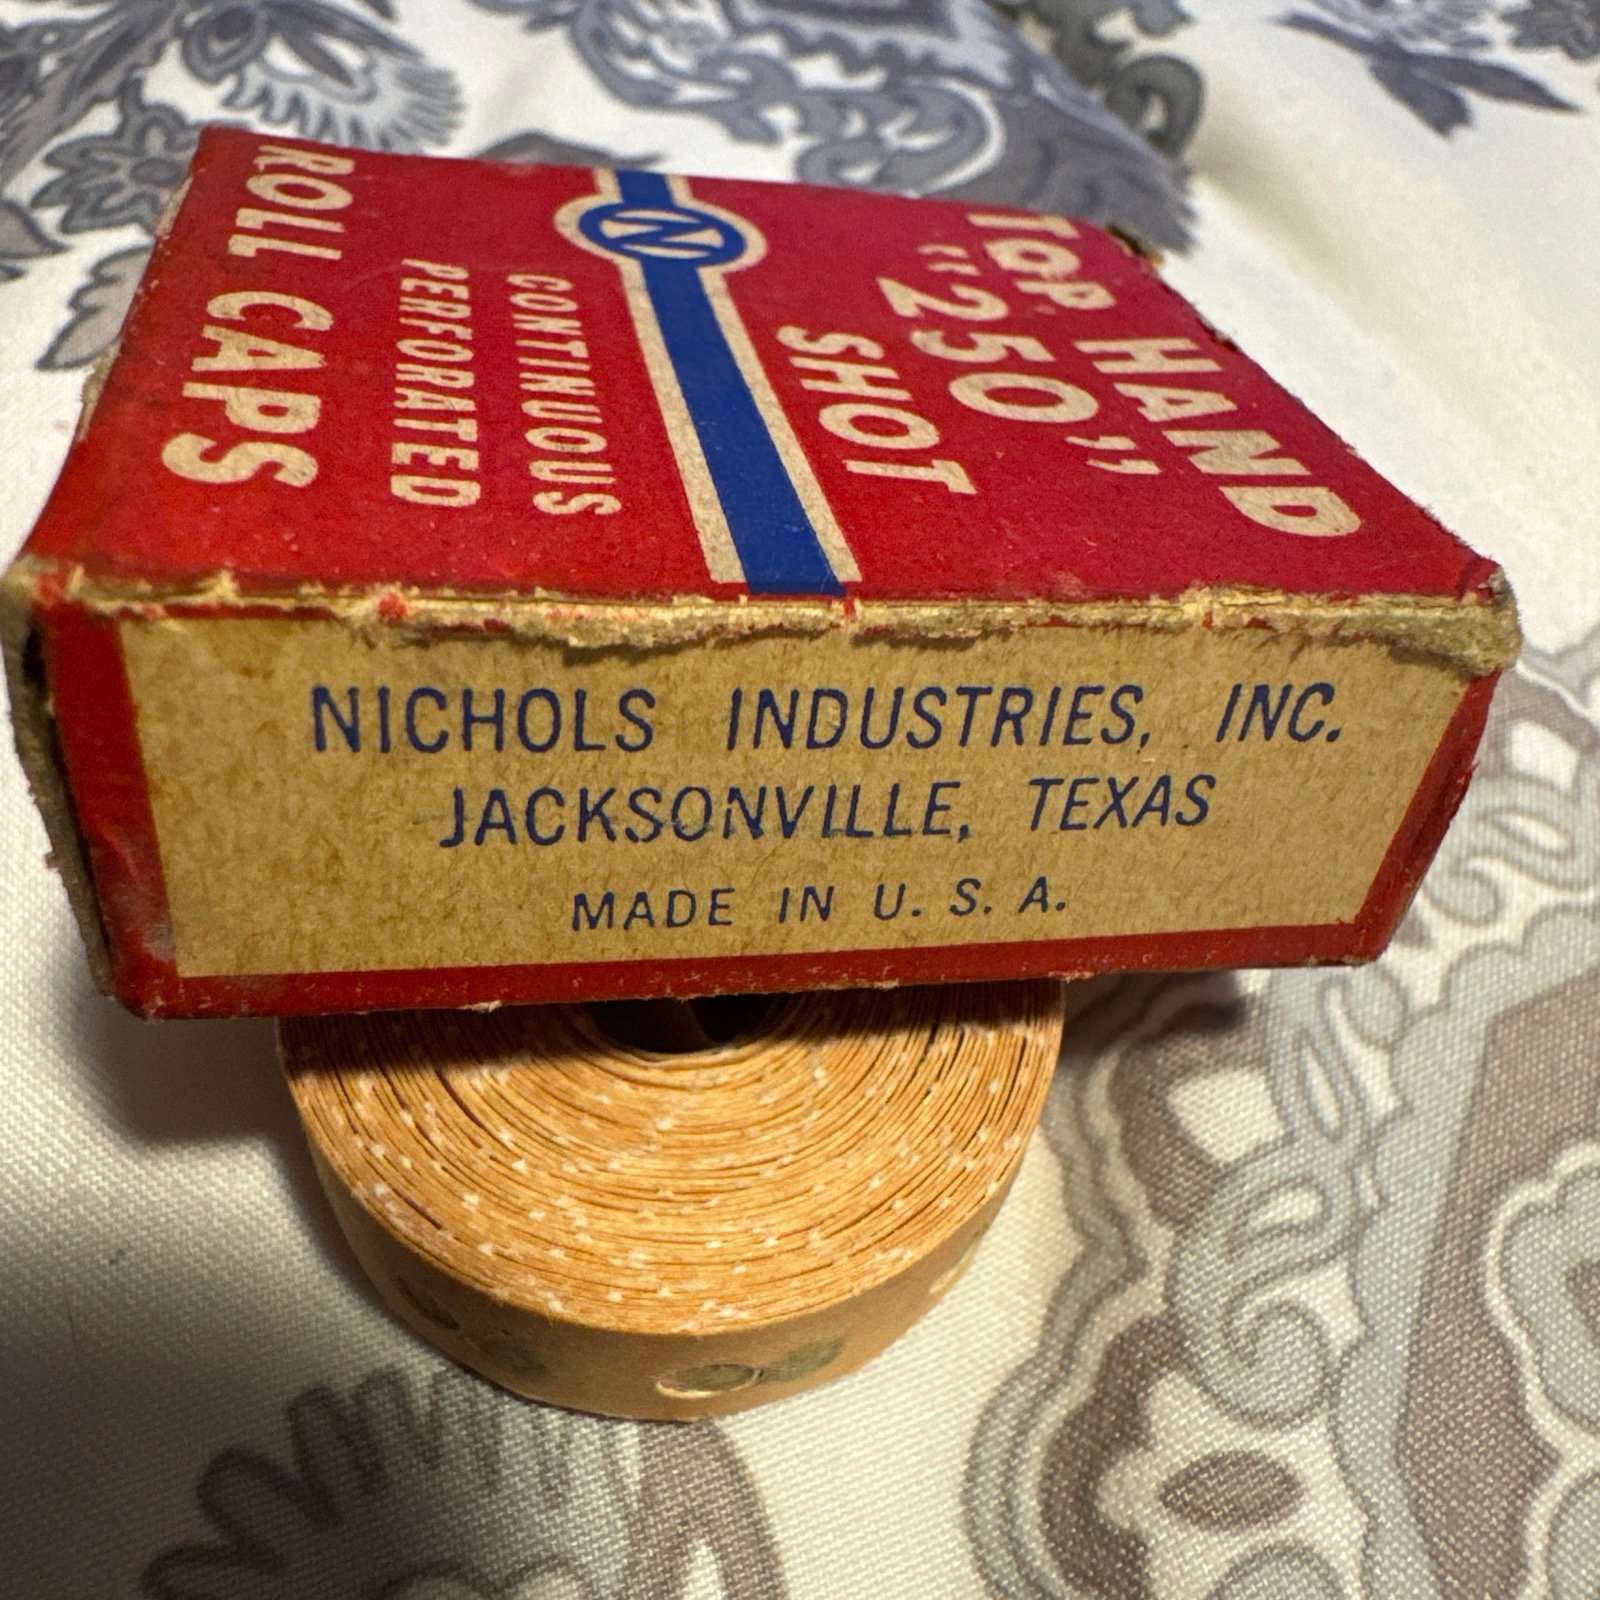 TOP HAND
"250"
SHOT
N
CONTINUOUS
PERFORATED
ROLL CAPS
NICHOLS INDUSTRIES, INC.
JACKSONVILLE, TEXAS
MADE IN U. S. A.